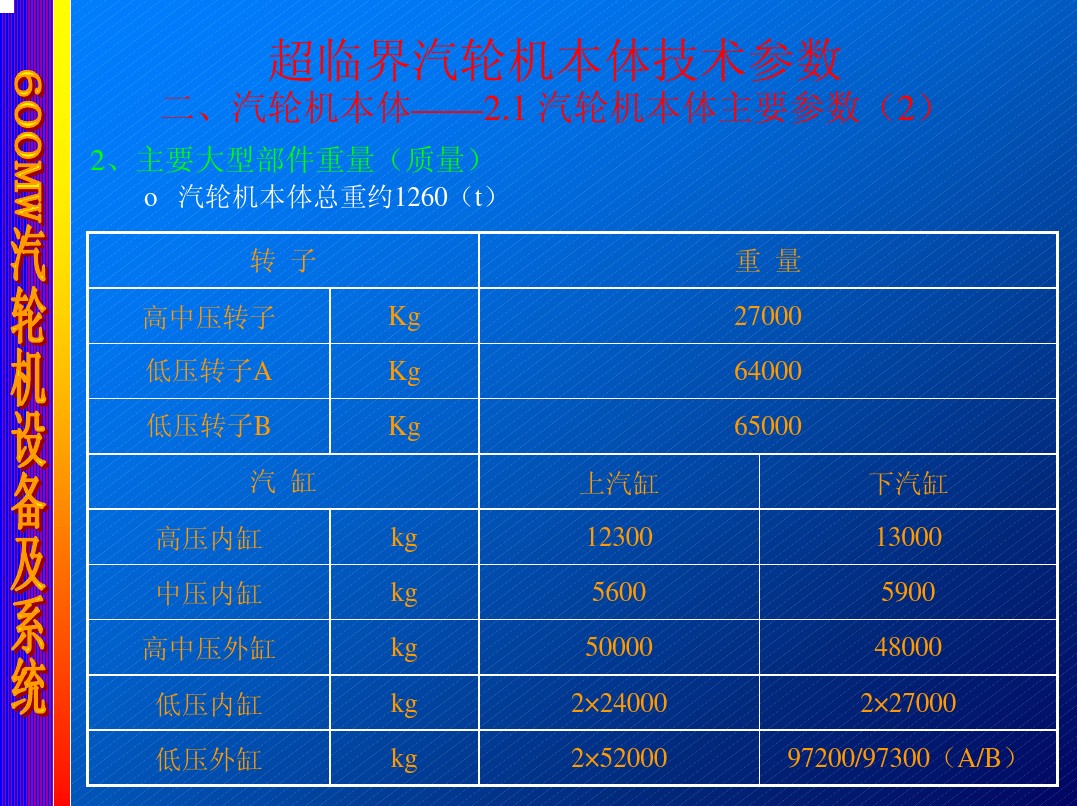 600MW汽轮机设备及系统
超临界汽轮机本体技术参数
二、汽轮机本体——2.1 汽轮机本体主要参数（2）
2、主要大型部件重量（质量）
o 汽轮机本体总重约1260（t）
转 子 重 量
高中压转子 Kg 27000
低压转子A Kg 64000
低压转子B Kg 65000
汽 缸 上汽缸 下汽缸
高压内缸 kg 12300 13000
中压内缸 kg 5600 5900
高中压外缸 kg 50000 48000
低压内缸 kg 2×24000 2×27000
低压外缸 kg 2×52000 97200/97300（A/B）